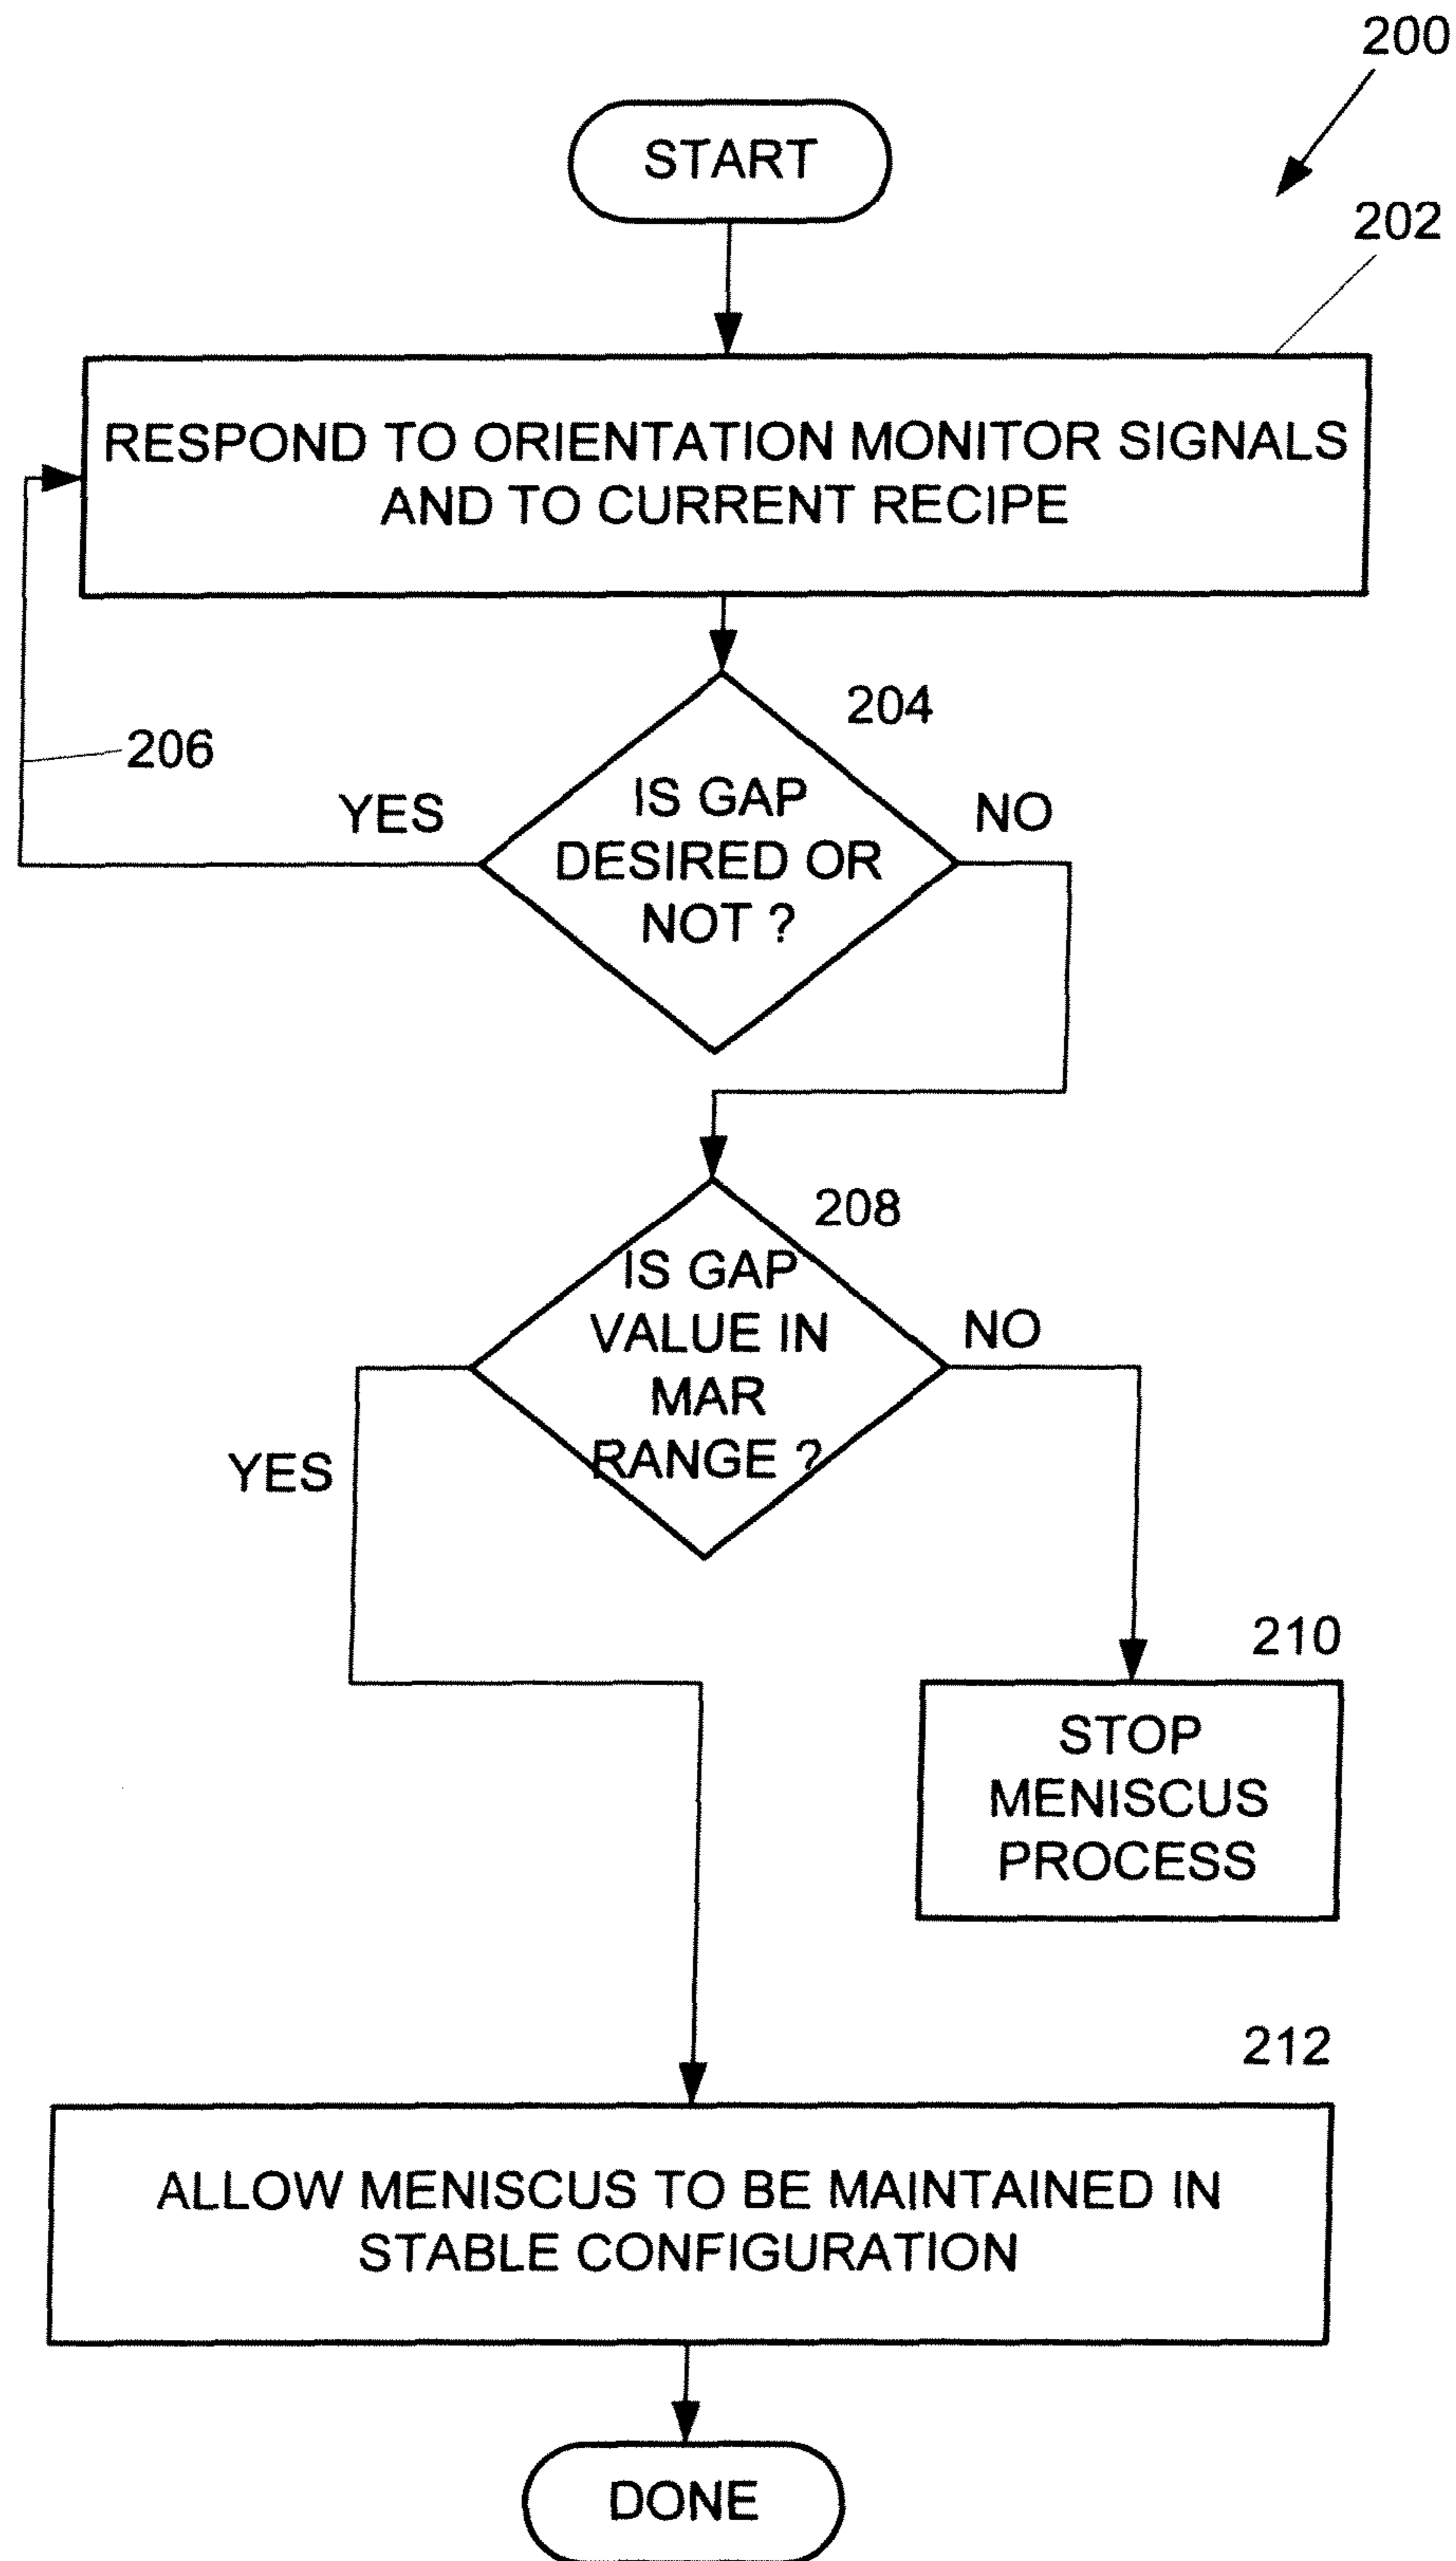 200
START
202
RESPOND TO ORIENTATION MONITOR SIGNALS
AND TO CURRENT RECIPE
204
206
YES
IS GAP
DESIRED OR
NOT ?
NO
208
IS GAP
VALUE IN
MAR
RANGE ?
NO
YES
210
STOP
MENISCUS
PROCESS
212
ALLOW MENISCUS TO BE MAINTAINED IN
STABLE CONFIGURATION
DONE